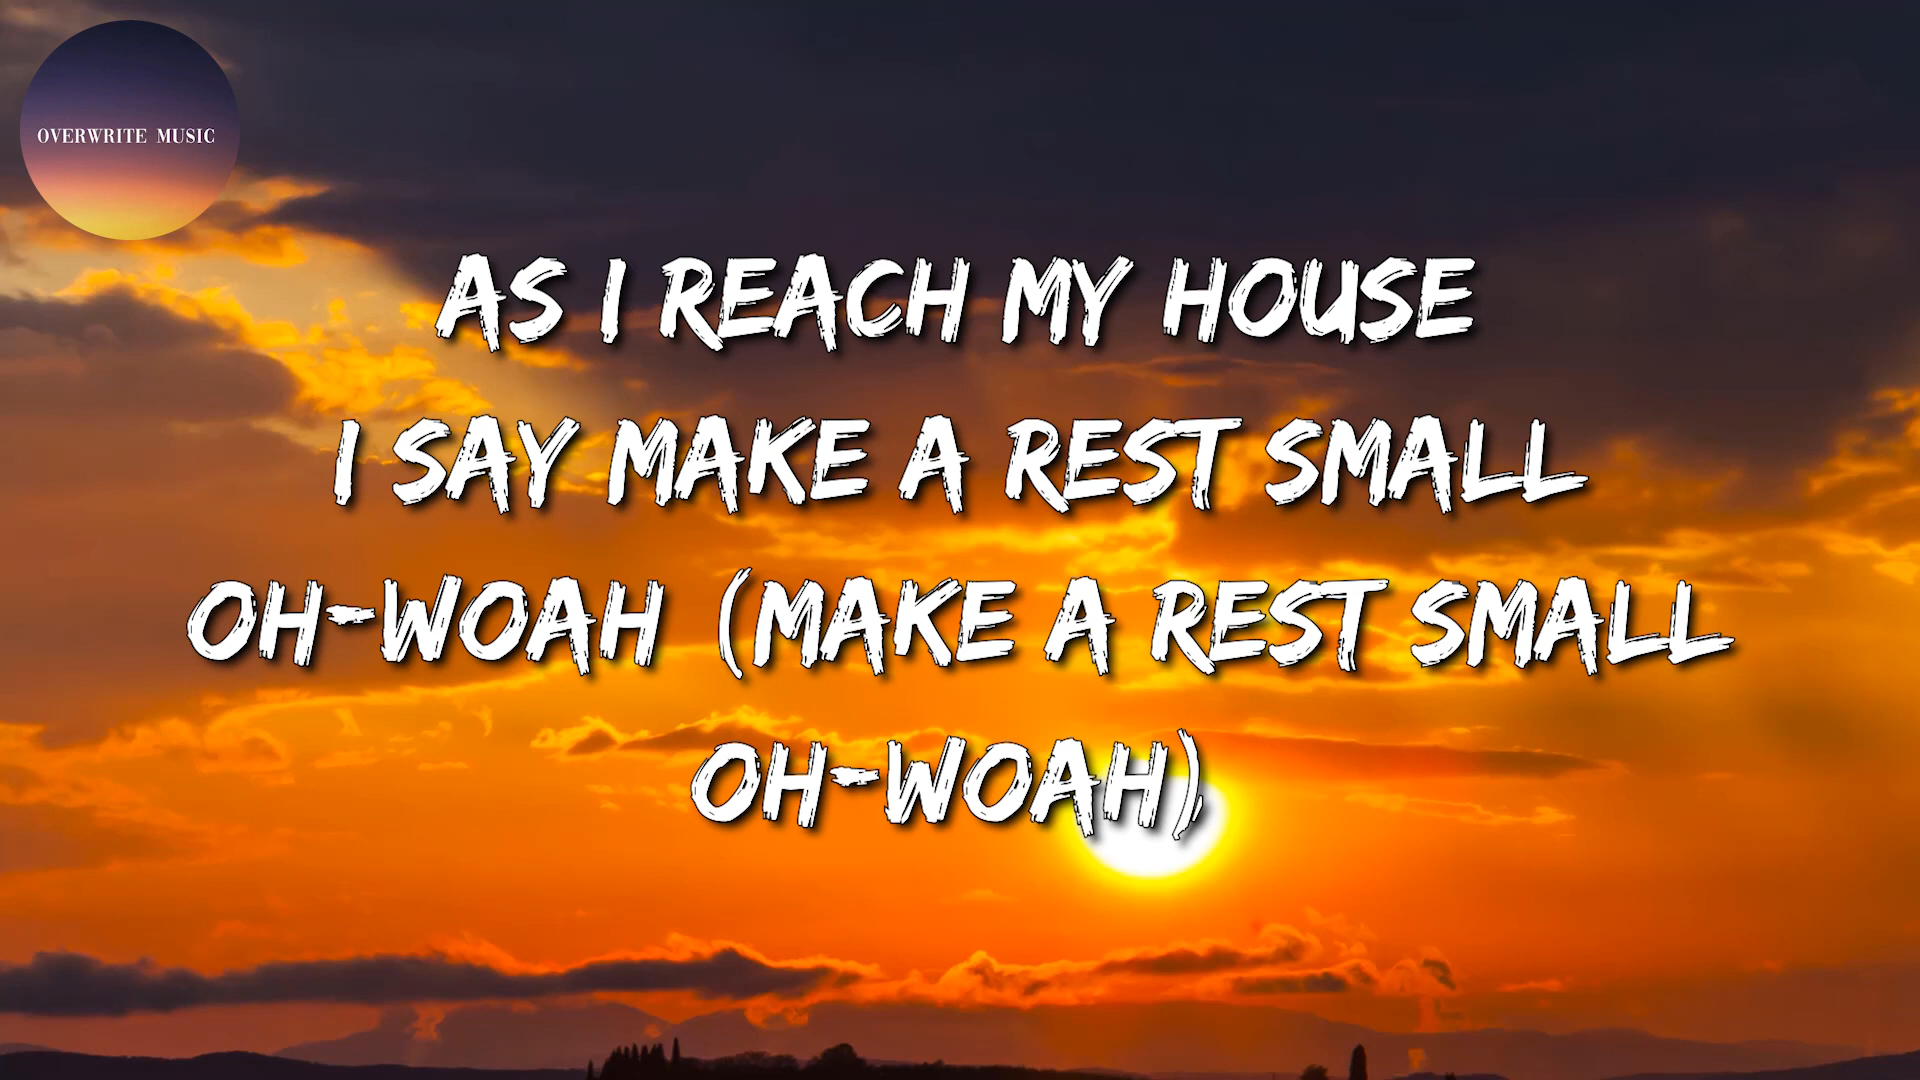 OVERWRITE MUSIC
AS I REACH MY HOUSE
I SAY MAKE A REST SMALL
OH-WOAH (MAKE A REST SMALL
OH-WOAH)